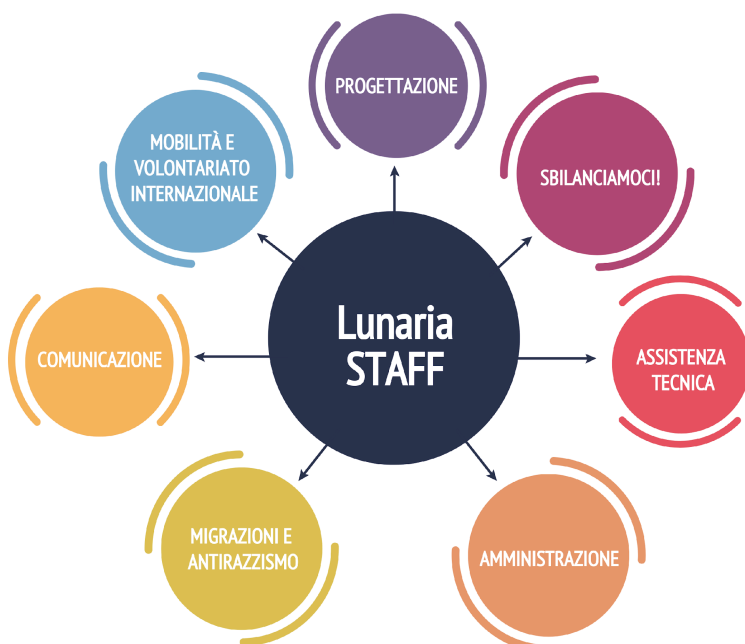 PROGETTAZIONE
MOBILITÀ E
VOLONTARIATO
INTERNAZIONALE
SBILANCIAMOCI!
Lunaria
STAFF
COMUNICAZIONE
ASSISTENZA
TECNICA
MIGRAZIONI E
ANTIRAZZISMO
AMMINISTRAZIONE